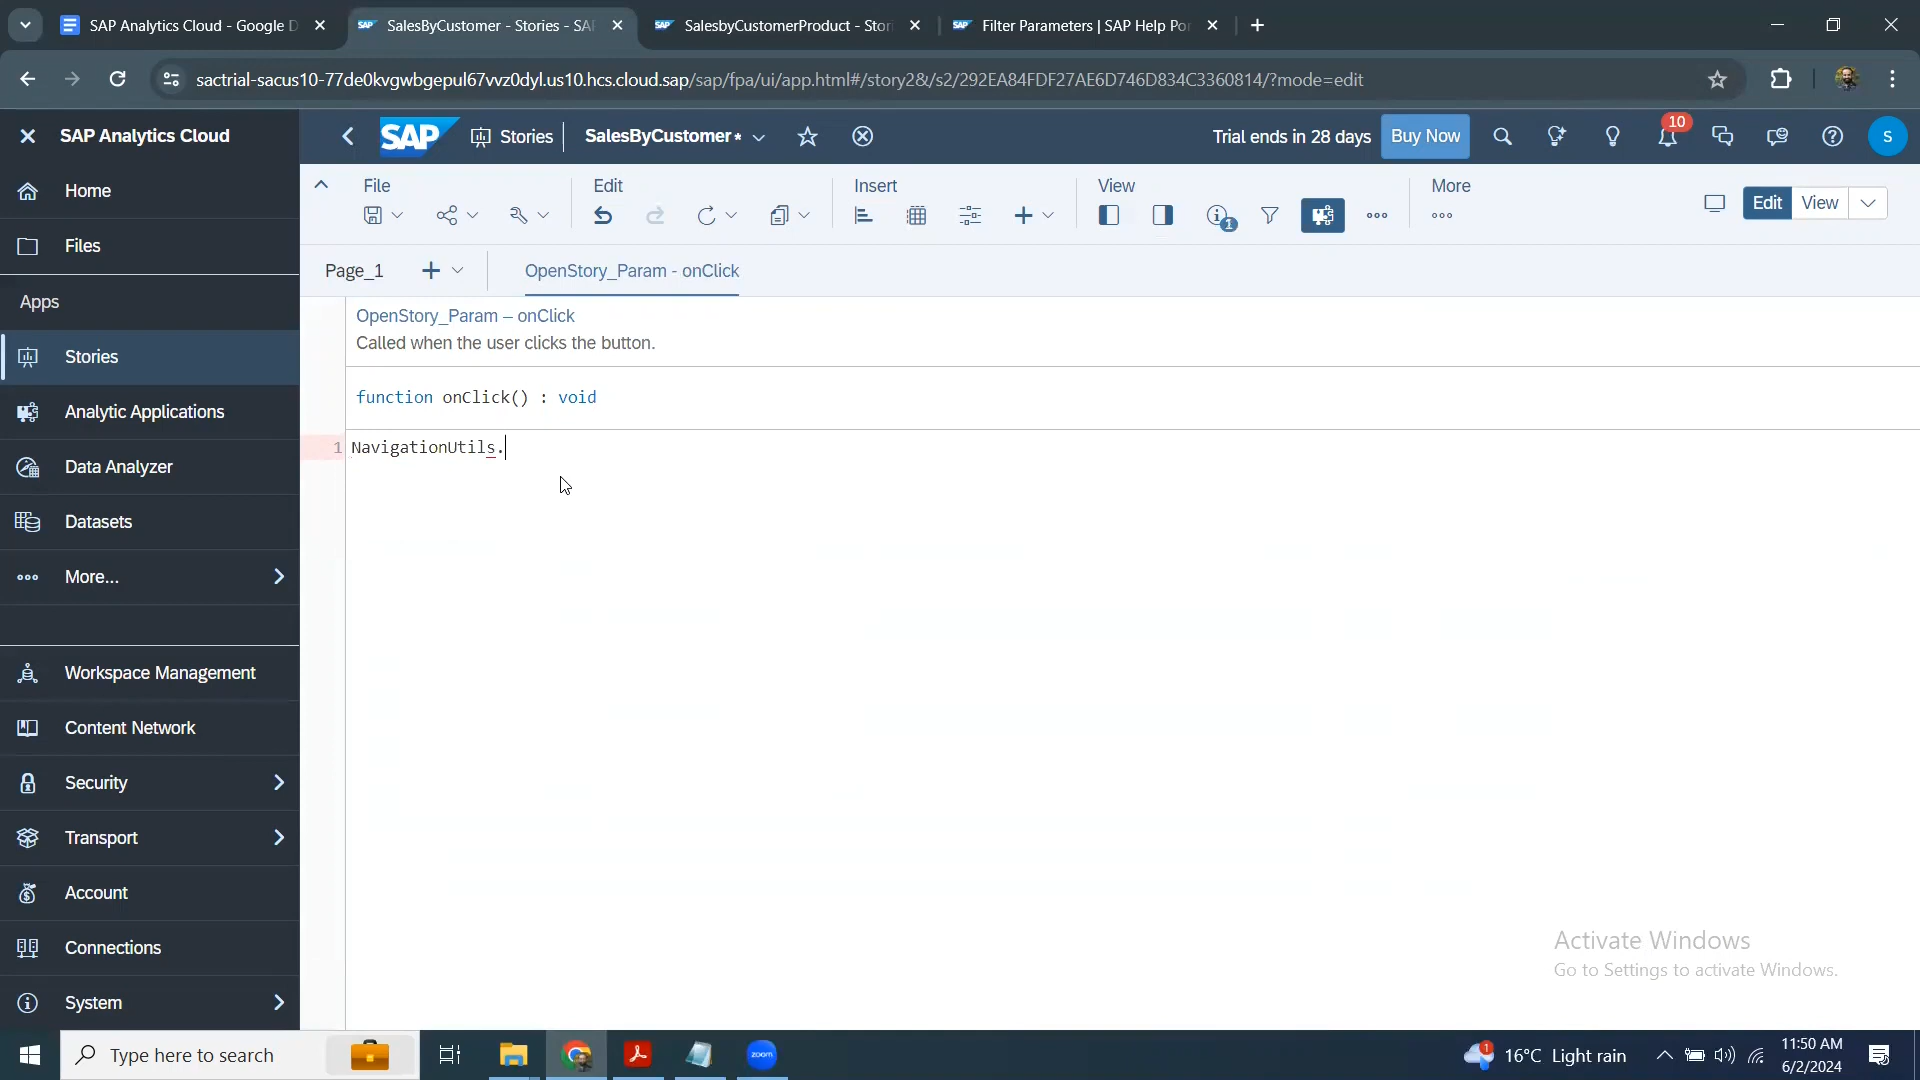 SAP Analytics Cloud - Google D
SalesByCustomer - Stories - SA
SalesbyCustomerProduct - Stori
Filter Parameters | SAP Help Po
sactrial-sacus10-77de0kvgwbgepul67vvz0dyl.us10.hcs.cloud.sap/sap/fpa/ui/app.html#/story2&/s2/292EA84FDF27AE6D746D834C3360814/?mode=edit
SAP Analytics Cloud
SAP
Stories
SalesByCustomer*
Trial ends in 28 days
Buy Now
10
S
Home
Files
Apps
Stories
Analytic Applications
Data Analyzer
Datasets
More...
Workspace Management
Content Network
Security
Transport
Account
Connections
System
File
Edit
Insert
View
More
1
Edit
View
Page_1
OpenStory_Param - onClick
OpenStory_Param – onClick
Called when the user clicks the button.
function onClick() : void
1 NavigationUtils.
Activate Windows
Go to Settings to activate Windows.
Type here to search
zoom
1
16°C Light rain
11:50 AM
6/2/2024